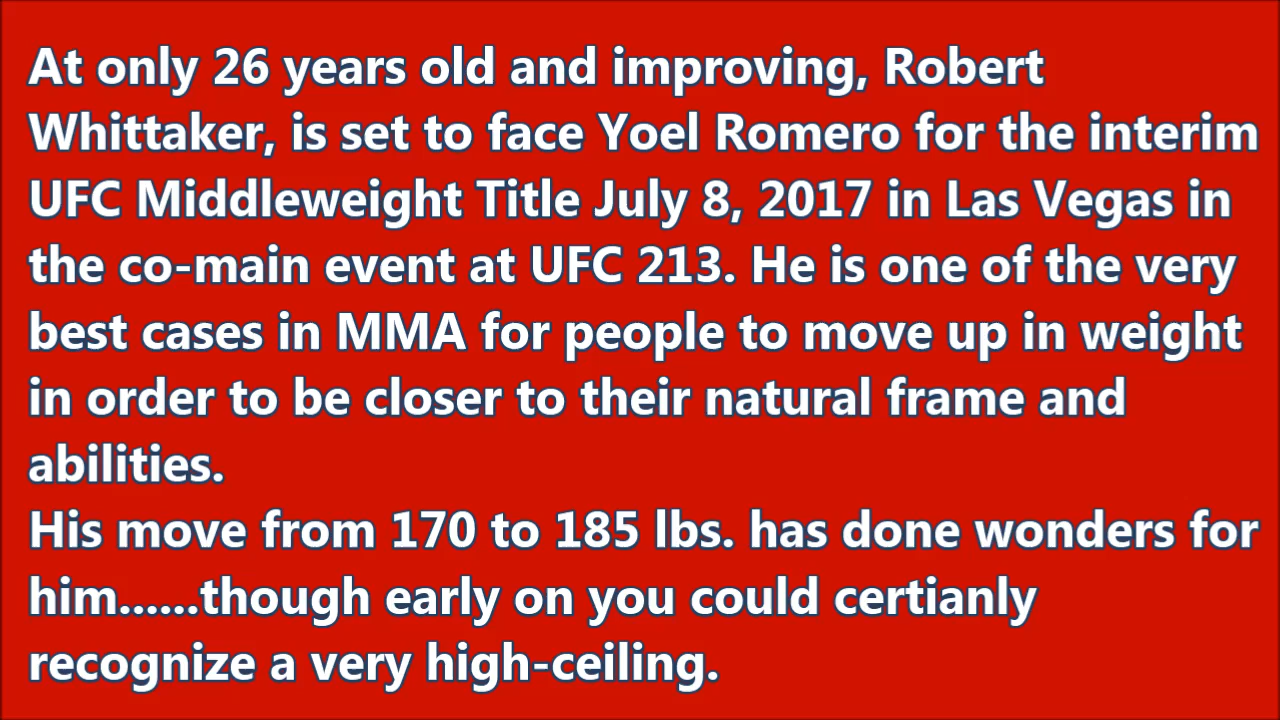 At only 26 years old and improving, Robert
Whittaker, is set to face Yoel Romero for the interim
UFC Middleweight Title July 8, 2017 in Las Vegas in
the co-main event at UFC 213. He is one of the very
best cases in MMA for people to move up in weight
in order to be closer to their natural frame and
abilities.
His move from 170 to 185 lbs. has done wonders for
him......though early on you could certianly
recognize a very high-ceiling.